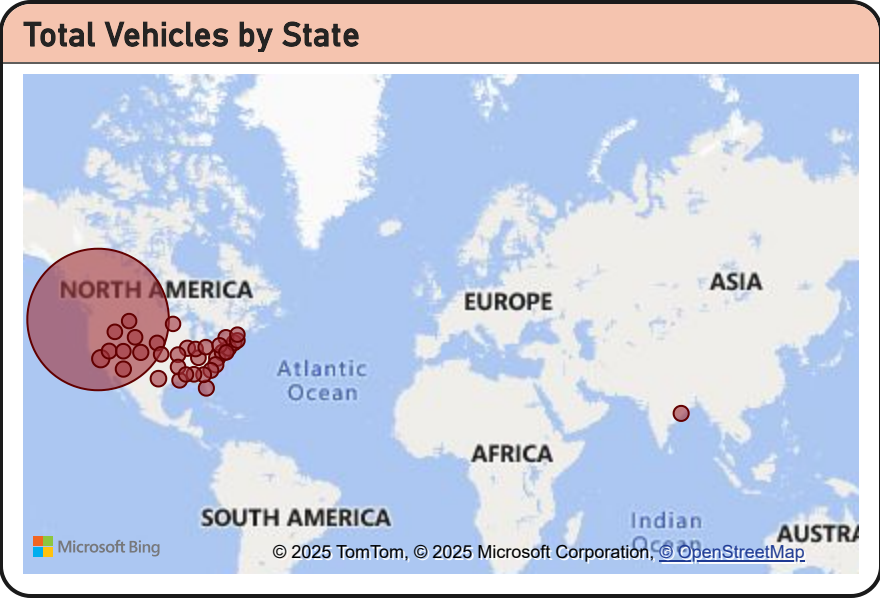 Total Vehicles by State
NORTH AMERICA
EUROPE
ASIA
Atlantic
Ocean
AFRICA
SOUTH AMERICA
Indian
Ocean
AUSTRA
Microsoft Bing
© 2025 TomTom, © 2025 Microsoft Corporation, © OpenStreetMap